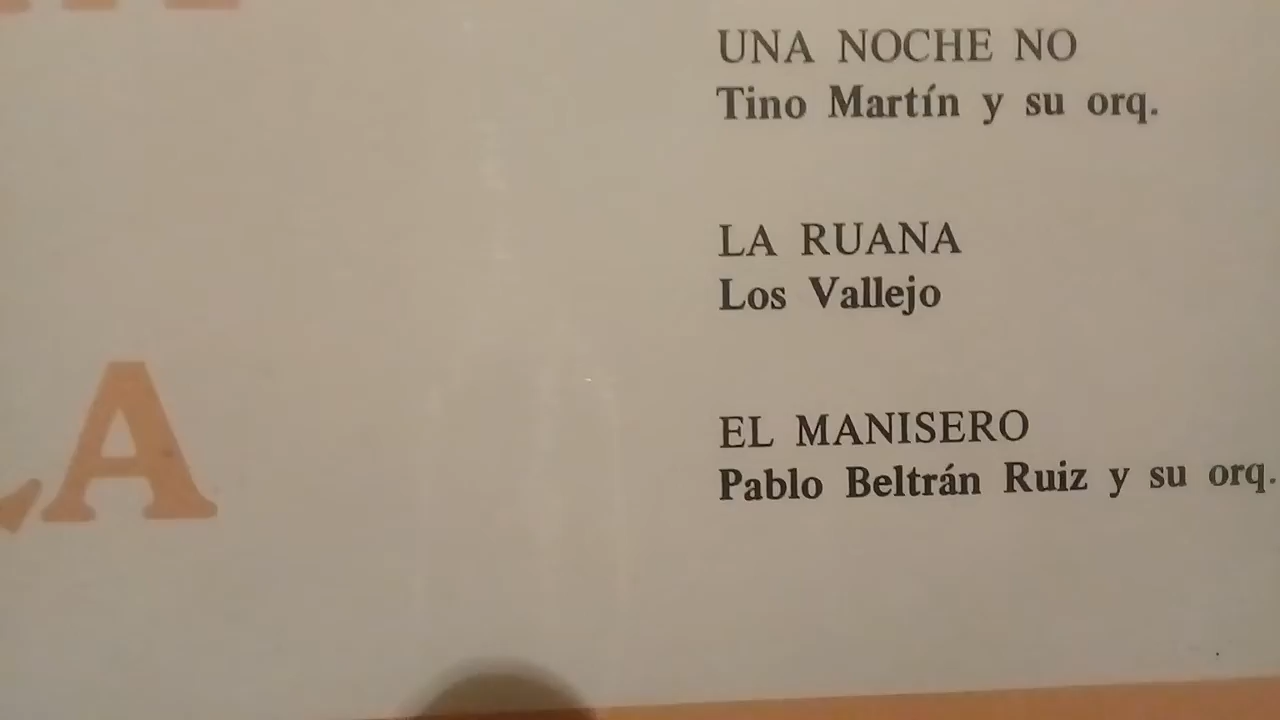 UNA NOCHE NO
Tino Martín y su orq.
LA RUANA
Los Vallejo
A
EL MANISERO
Pablo Beltrán Ruiz y su orq.